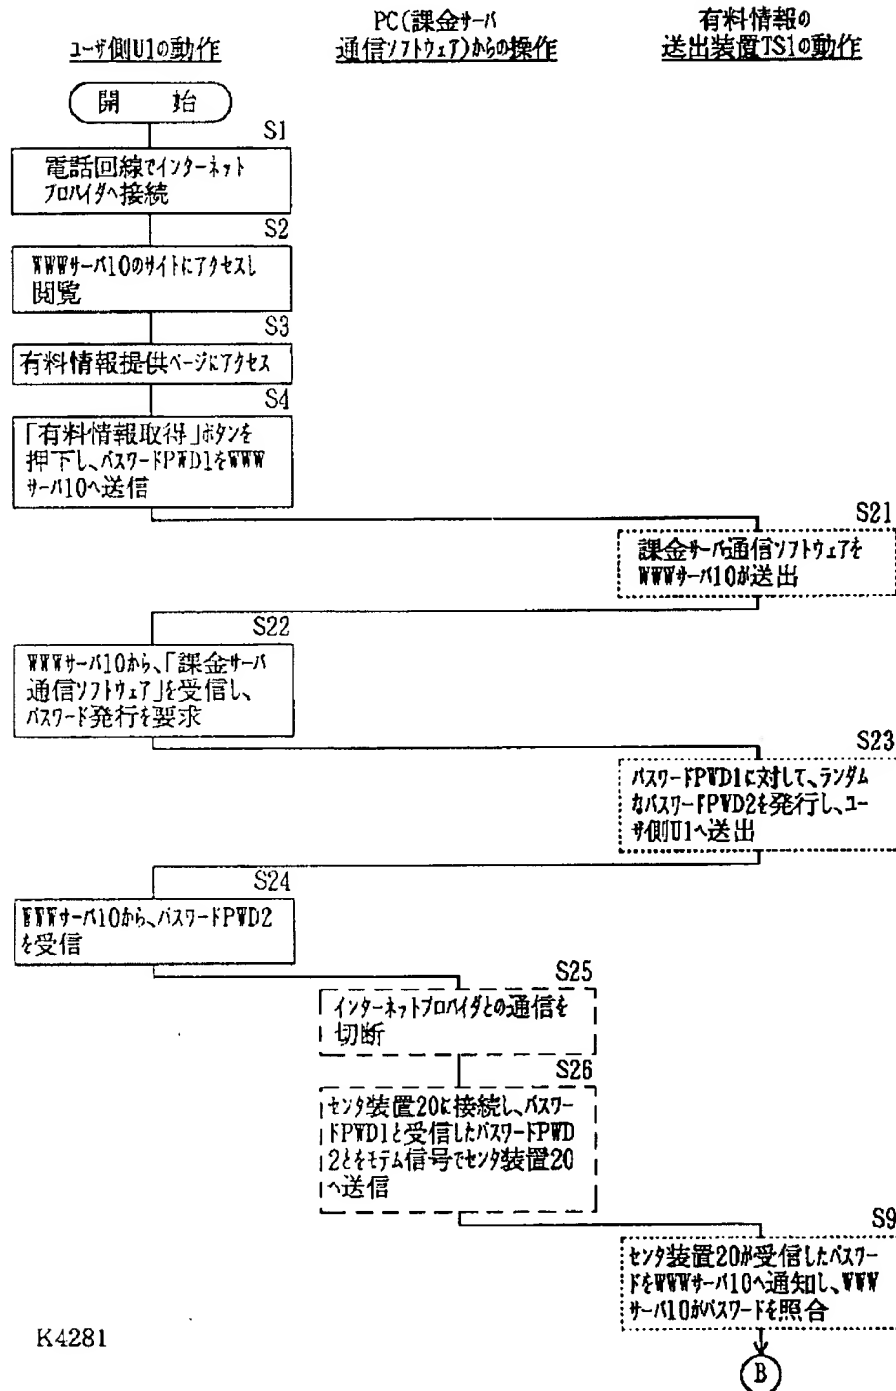 ユーザ側U1の動作
PC(課金サーバ
通信ソフトウェア)からの操作
有料情報の
送出装置TS1の動作
開　始
S1
電話回線でインターネット
プロバイダへ接続
S2
WWWサーバ10のサイトにアクセスし
閲覧
S3
有料情報提供ページにアクセス
S4
「有料情報取得」ボタンを
押下し、パスワードPWD1をWWW
サーバ10へ送信
S21
課金サーバ通信ソフトウェアを
WWWサーバ10が送出
S22
WWWサーバ10から、「課金サーバ
通信ソフトウェア」を受信し、
パスワード発行を要求
S23
パスワードPWD1に対して、ランダム
なパスワードPWD2を発行し、ユー
ザ側U1へ送出
S24
WWWサーバ10から、パスワードPWD2
を受信
S25
インターネットプロバイダとの通信を
切断
S26
センタ装置20に接続し、パスワー
ドPWD1と受信したパスワードPWD
2とをモデム信号でセンタ装置20
へ送信
S9
センタ装置20が受信したパスワー
ドをWWWサーバ10へ通知し、WWW
サーバ10がパスワードを照合
B
K4281